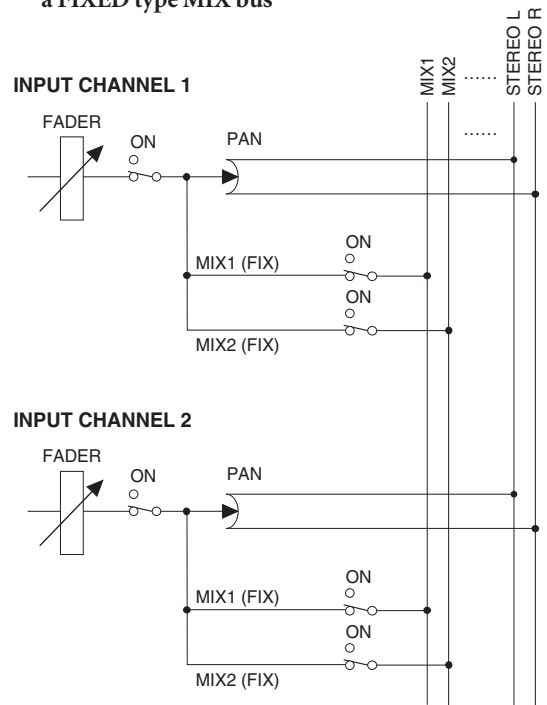 a FIXED type MIX bus
MIX1
MIX2
......
STEREO L
STEREO R
INPUT CHANNEL 1
FADER
ON
PAN
......
ON
MIX1 (FIX)
ON
MIX2 (FIX)
INPUT CHANNEL 2
FADER
ON
PAN
ON
MIX1 (FIX)
ON
MIX2 (FIX)